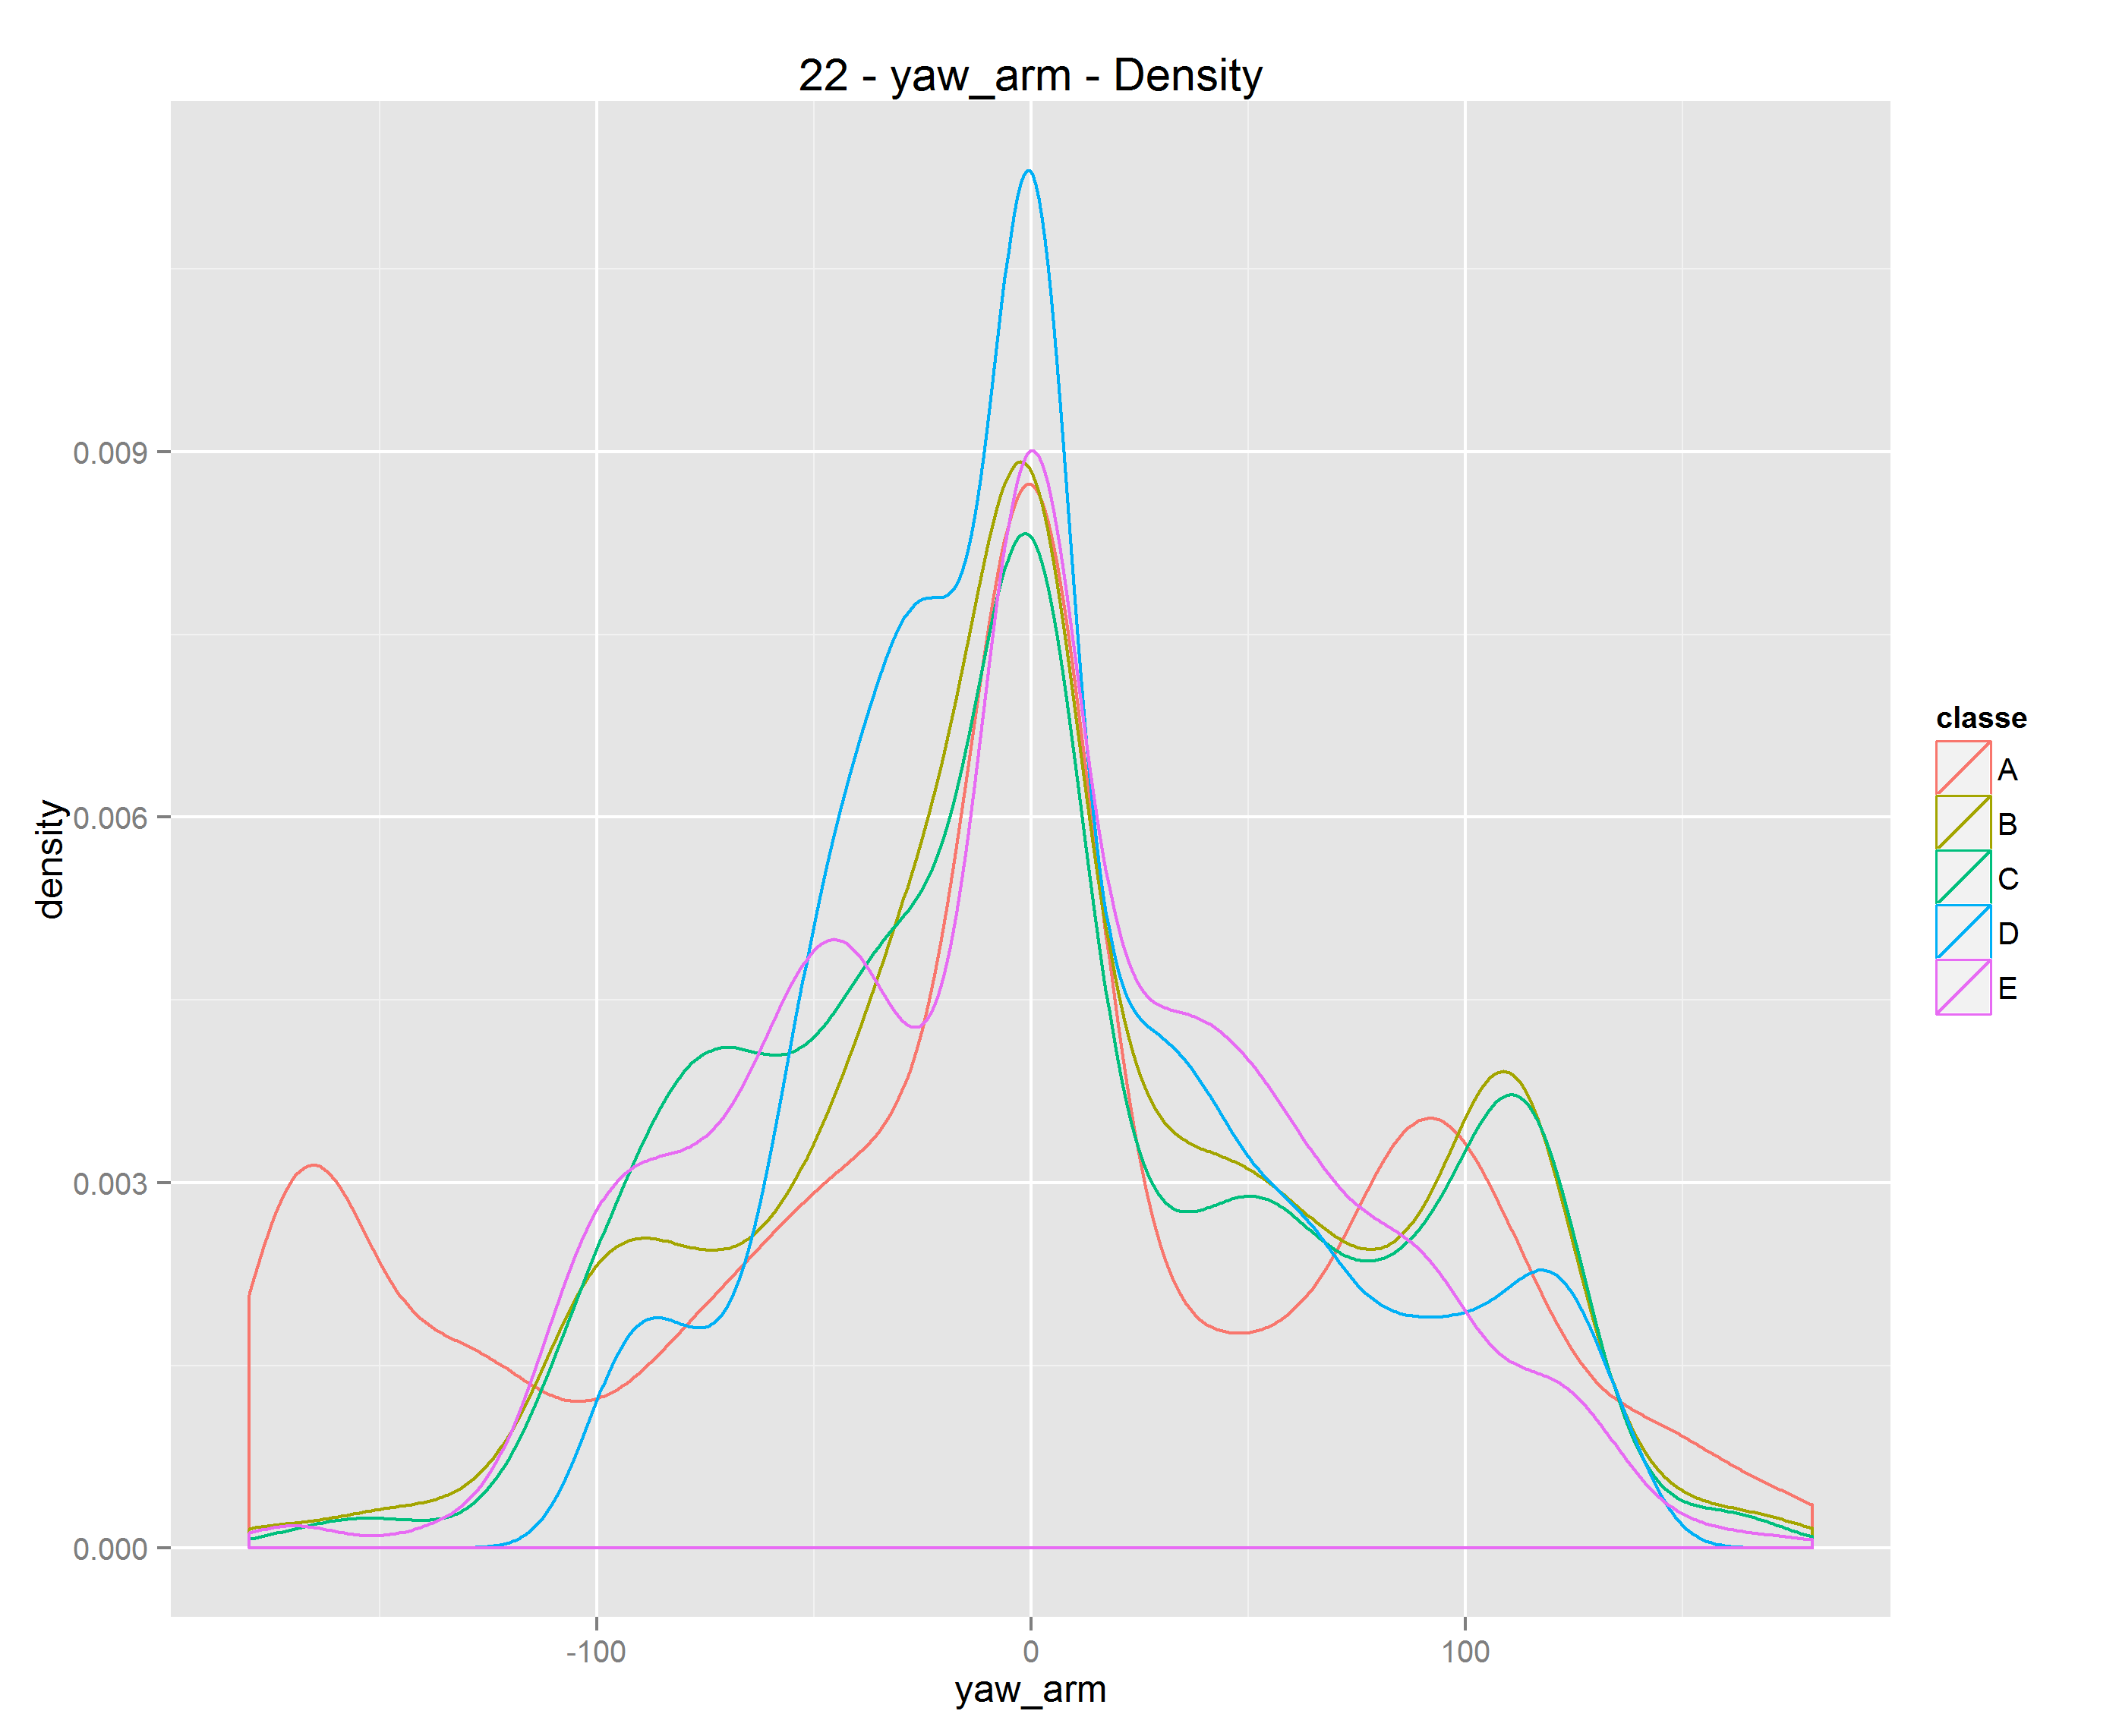 22 - yaw_arm - Density
density
0.009
0.006
0.003
0.000
-100
0
100
yaw_arm
classe
A
B
C
D
E